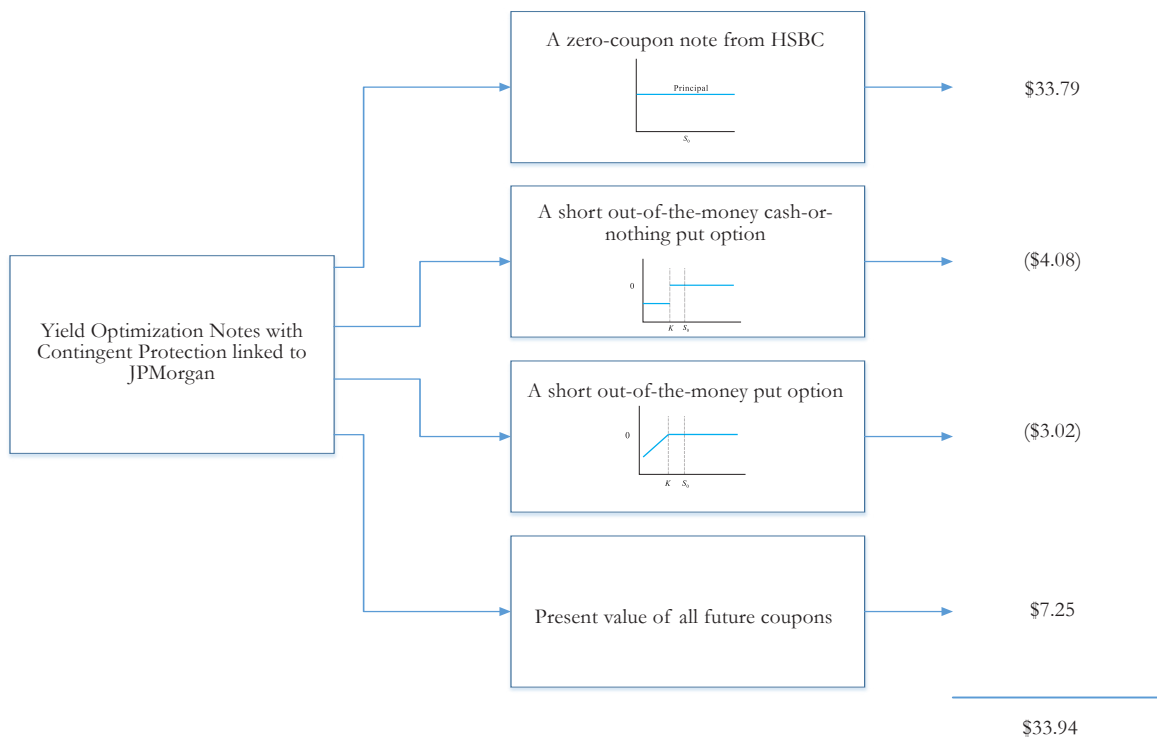 A zero-coupon note from HSBC
Principal
S₀
$33.79
A short out-of-the-money cash-or-
nothing put option
0
K S₀
($4.08)
Yield Optimization Notes with
Contingent Protection linked to
JPMorgan
A short out-of-the-money put option
0
K S₀
($3.02)
Present value of all future coupons
$7.25
$33.94